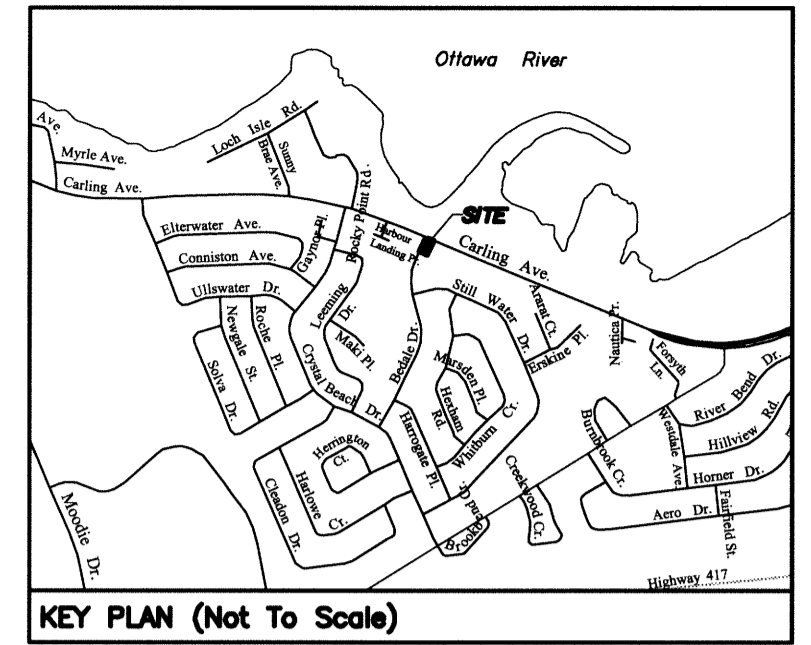 Ottawa River
Loch Isle Rd.
Sunny
Brae Ave.
Ave.
Myrle Ave.
Carling Ave.
Rocky Point Rd.
SITE
Elterwater Ave.
Gaynor Pl.
Harbour
Landing Pr.
Carling Ave.
Conniston Ave.
Ullswater Dr.
Leeming
Dr.
Still Water
Dr.
Ararat Ct.
Erskine Pl.
Nautica Pr.
Newgale St.
Roche Pl.
Solva Dr.
Maki Pl.
Crystal Beach Dr.
Bedale Dr.
Marsden Pl.
Hexham
Rd.
Forsyth
Ln.
River Bend Dr.
Hillview Rd.
Westdale Ave.
Horner Dr.
Whitburn Cr.
Harrogate Pl.
Herrington
Ct.
Harlowe
Cr.
Cleadon Dr.
Creekwood Cr.
Burnbrook Cr.
Aero Dr.
Fairfield St.
Moodie Dr.
Highway 417
KEY PLAN (Not To Scale)